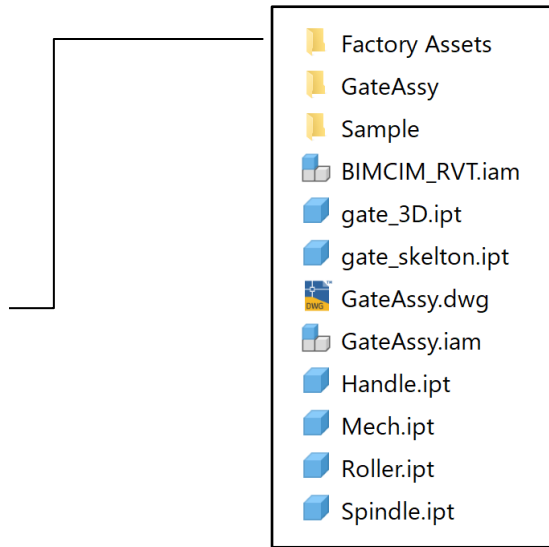 Factory Assets
GateAssy
Sample
BIMCIM_RVT.iam
gate_3D.ipt
gate_skelton.ipt
DWG
GateAssy.dwg
GateAssy.iam
Handle.ipt
Mech.ipt
Roller.ipt
Spindle.ipt